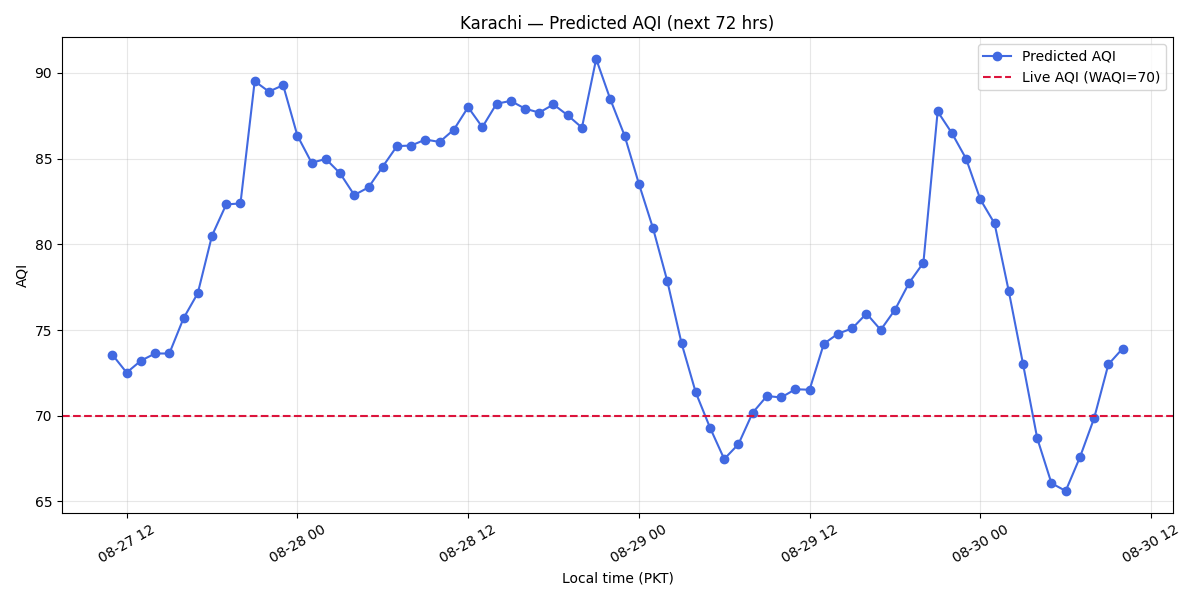 Karachi — Predicted AQI (next 72 hrs)
Predicted AQI
Live AQI (WAQI=70)
AQI
90
85
80
75
70
65
08-27 12
08-28 00
08-28 12
08-29 00
08-29 12
08-30 00
08-30 12
Local time (PKT)